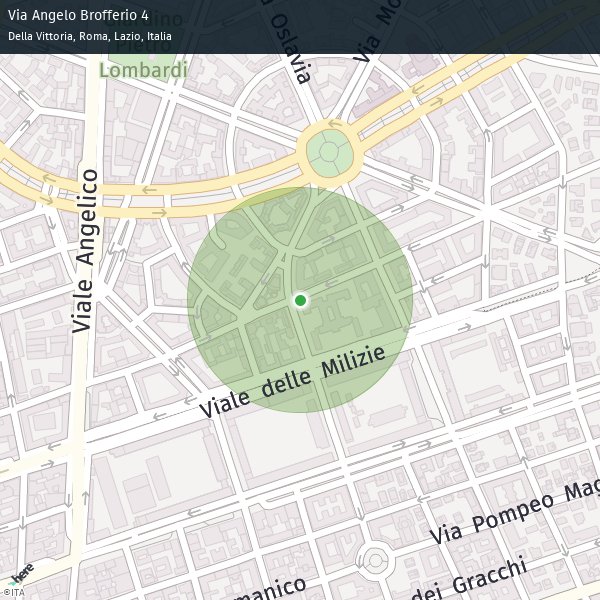 Via Angelo Brofferio 4
Della Vittoria, Roma, Lazio, Italia
Pietro
Lombardi
Oslavia
Via Mo
Viale Angelico
Viale delle Milizie
Via Pompeo Mag
dei Gracchi
manico
here
©ITA